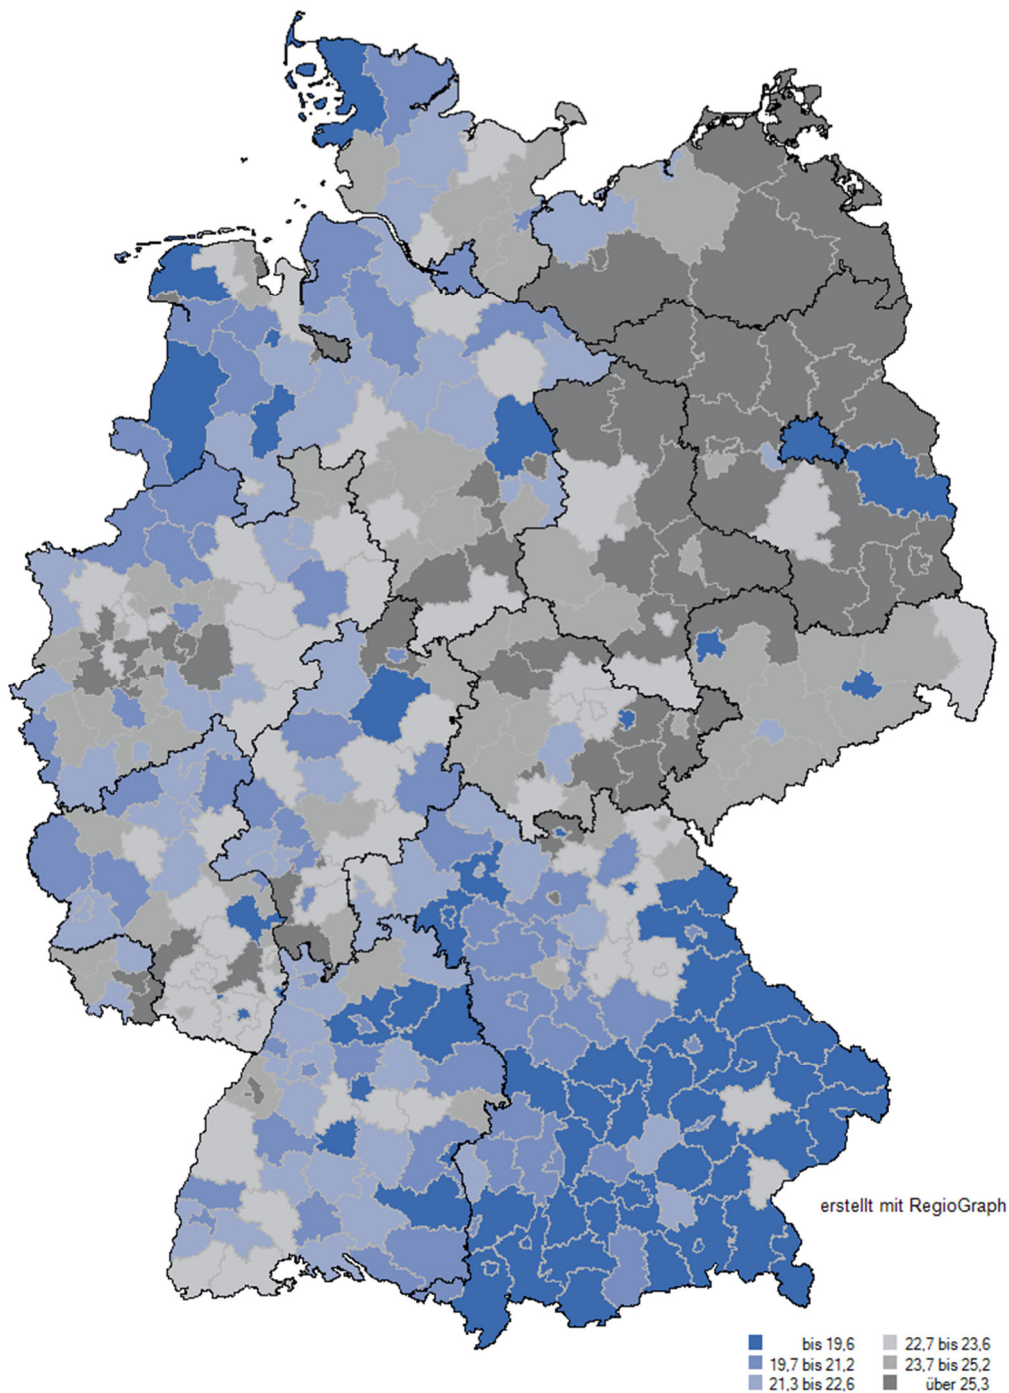 erstellt mit RegioGraph
bis 19,6
19,7 bis 21,2
21,3 bis 22,6
22,7 bis 23,6
23,7 bis 25,2
über 25,3